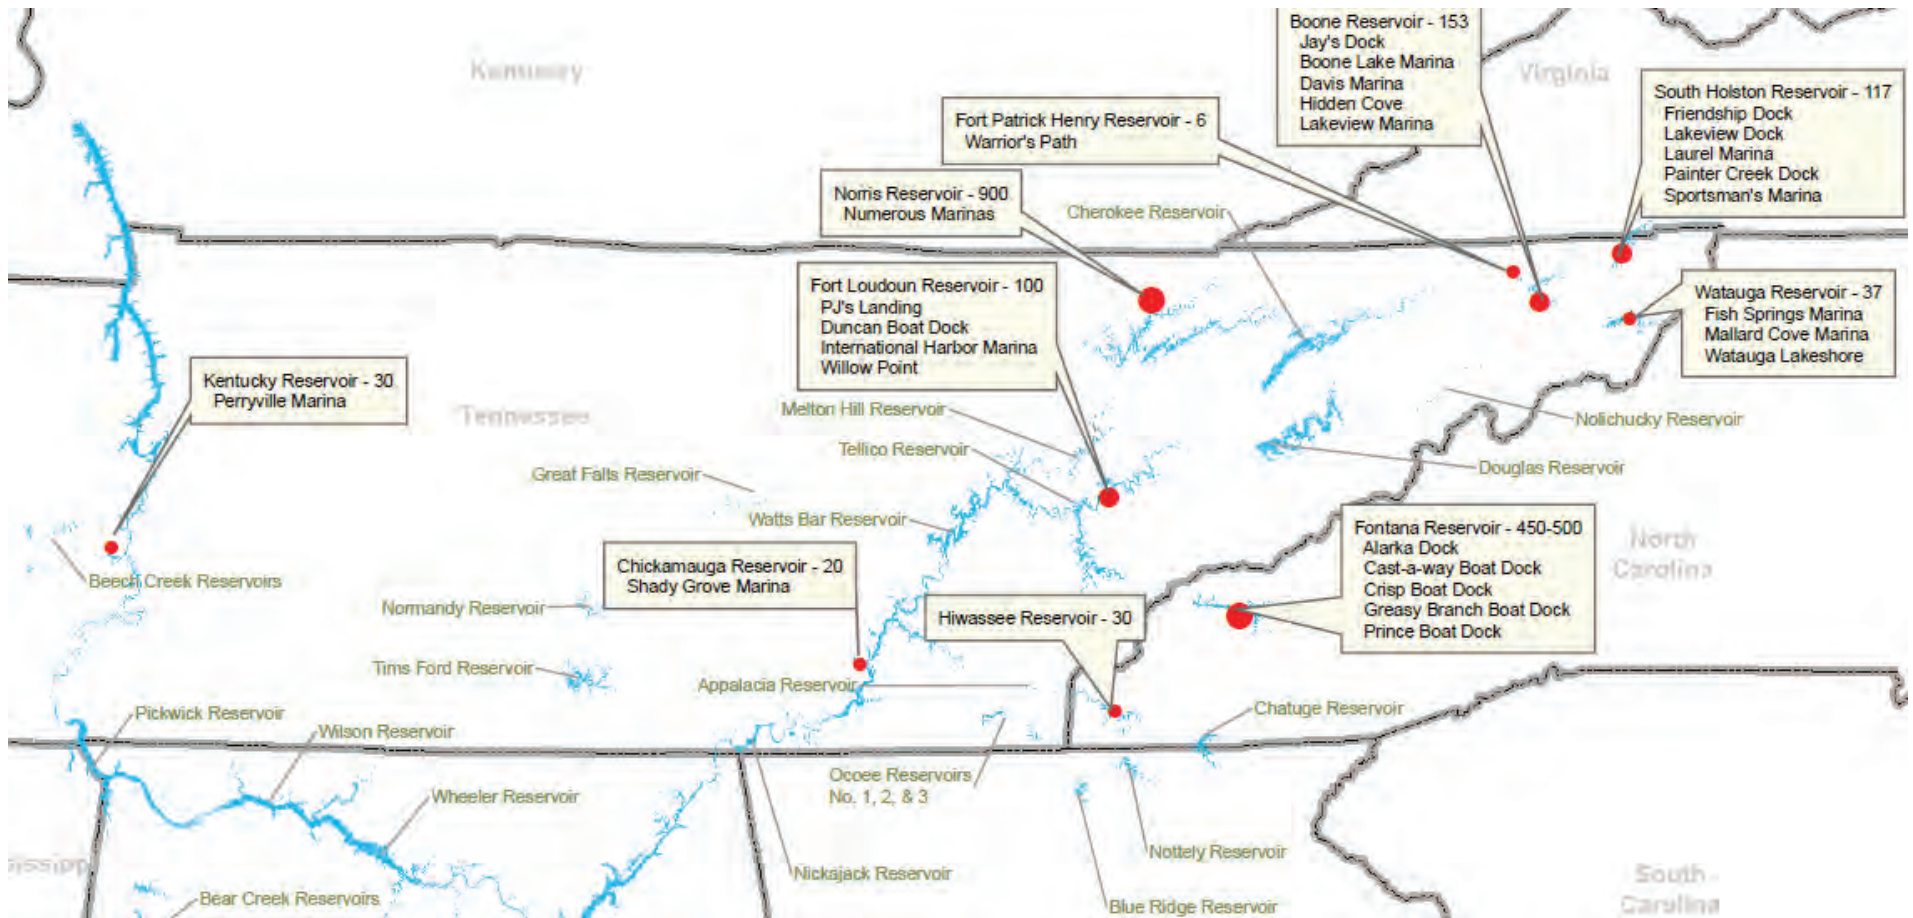 Boone Reservoir - 153
Jay's Dock
Boone Lake Marina
Davis Marina
Hidden Cove
Lakeview Marina
Kentucky
Virginia
South Holston Reservoir - 117
Friendship Dock
Lakeview Dock
Laurel Marina
Painter Creek Dock
Sportsman's Marina
Fort Patrick Henry Reservoir - 6
Warrior's Path
Norris Reservoir - 900
Numerous Marinas
Cherokee Reservoir
Fort Loudoun Reservoir - 100
PJ's Landing
Duncan Boat Dock
International Harbor Marina
Willow Point
Watauga Reservoir - 37
Fish Springs Marina
Mallard Cove Marina
Watauga Lakeshore
Kentucky Reservoir - 30
Perryville Marina
Tennessee
Melton Hill Reservoir
Nolichucky Reservoir
Tellico Reservoir
Great Falls Reservoir
Douglas Reservoir
Watts Bar Reservoir
Fontana Reservoir - 450-500
Alarka Dock
Cast-a-way Boat Dock
Crisp Boat Dock
Greasy Branch Boat Dock
Prince Boat Dock
North
Carolina
Chickamauga Reservoir - 20
Shady Grove Marina
Beech Creek Reservoirs
Normandy Reservoir
Hiwassee Reservoir - 30
Tims Ford Reservoir
Appalacia Reservoir
Pickwick Reservoir
Chatuge Reservoir
Wilson Reservoir
Ocoee Reservoirs
No. 1, 2, & 3
Wheeler Reservoir
Nottely Reservoir
Nickajack Reservoir
Bear Creek Reservoirs
Blue Ridge Reservoir
South
Carolina